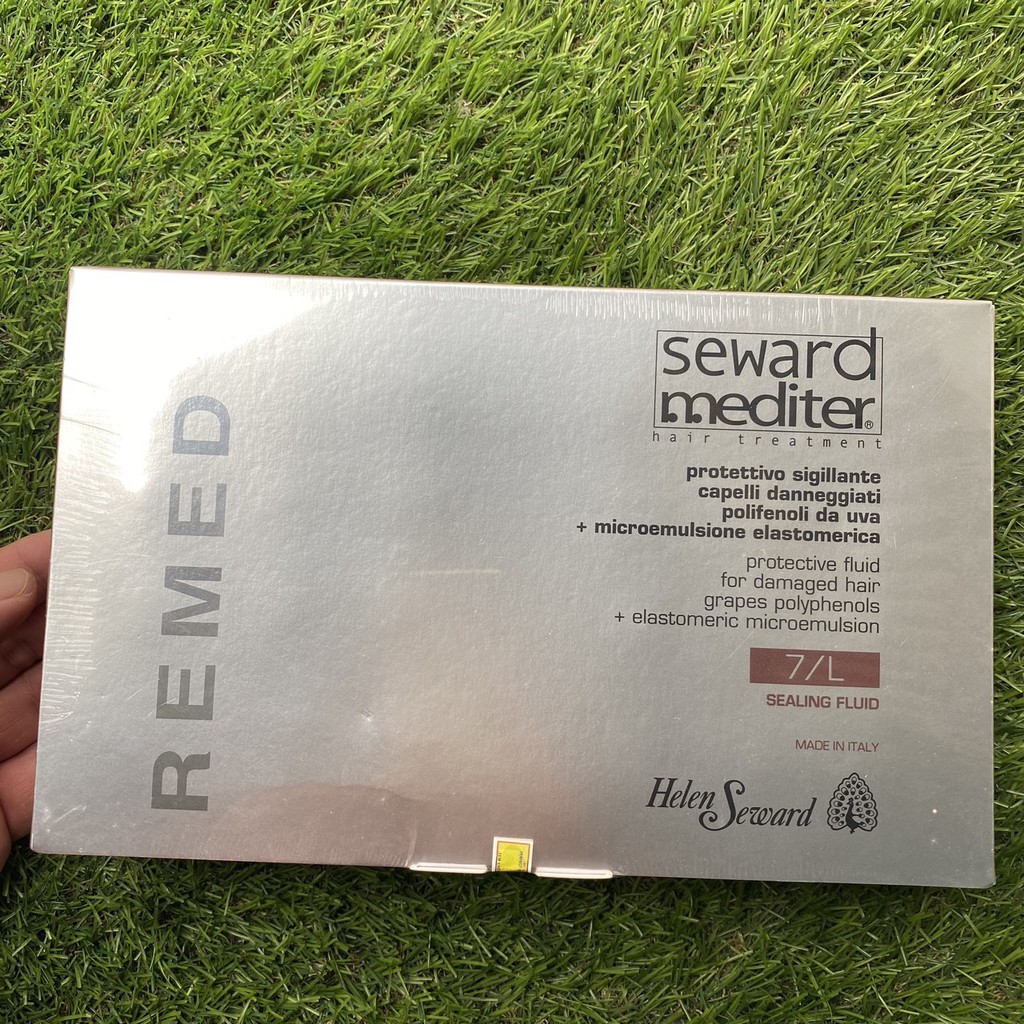 REMED
seward
mediter®
hair treatment
protettivo sigillante
capelli danneggiati
polifenoli da uva
+ microemulsione elastomerica
protective fluid
for damaged hair
grapes polyphenols
+ elastomeric microemulsion
7/L
SEALING FLUID
MADE IN ITALY
Helen Seward